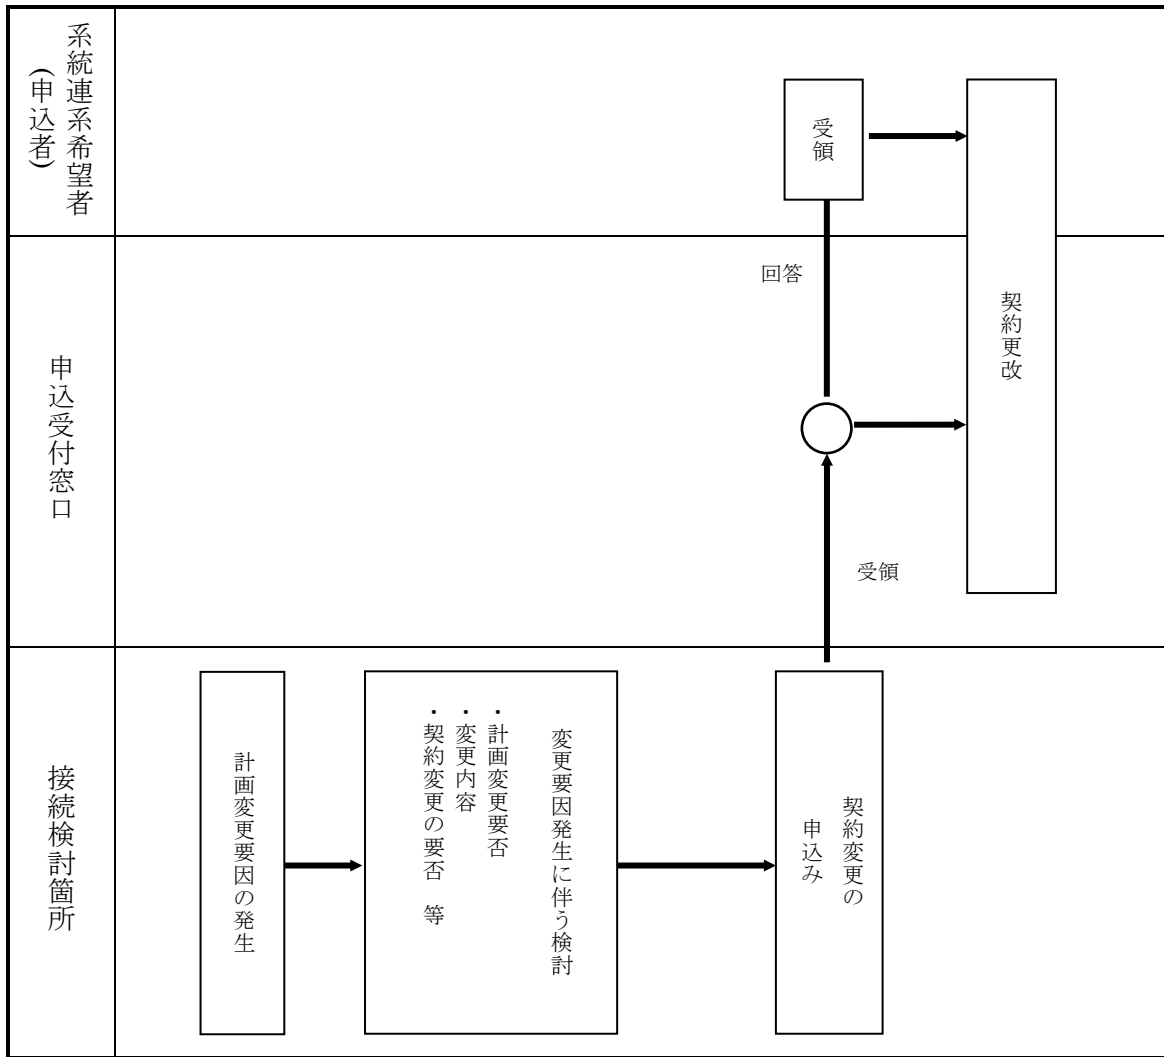 系統連系希望者
(申込者)
受領
契約更改
回答
申込受付窓口
受領
接続検討箇所
計画変更要因の発生
変更要因発生に伴う検討
・計画変更要否
・変更内容
・契約変更の要否 等
契約変更の
申込み